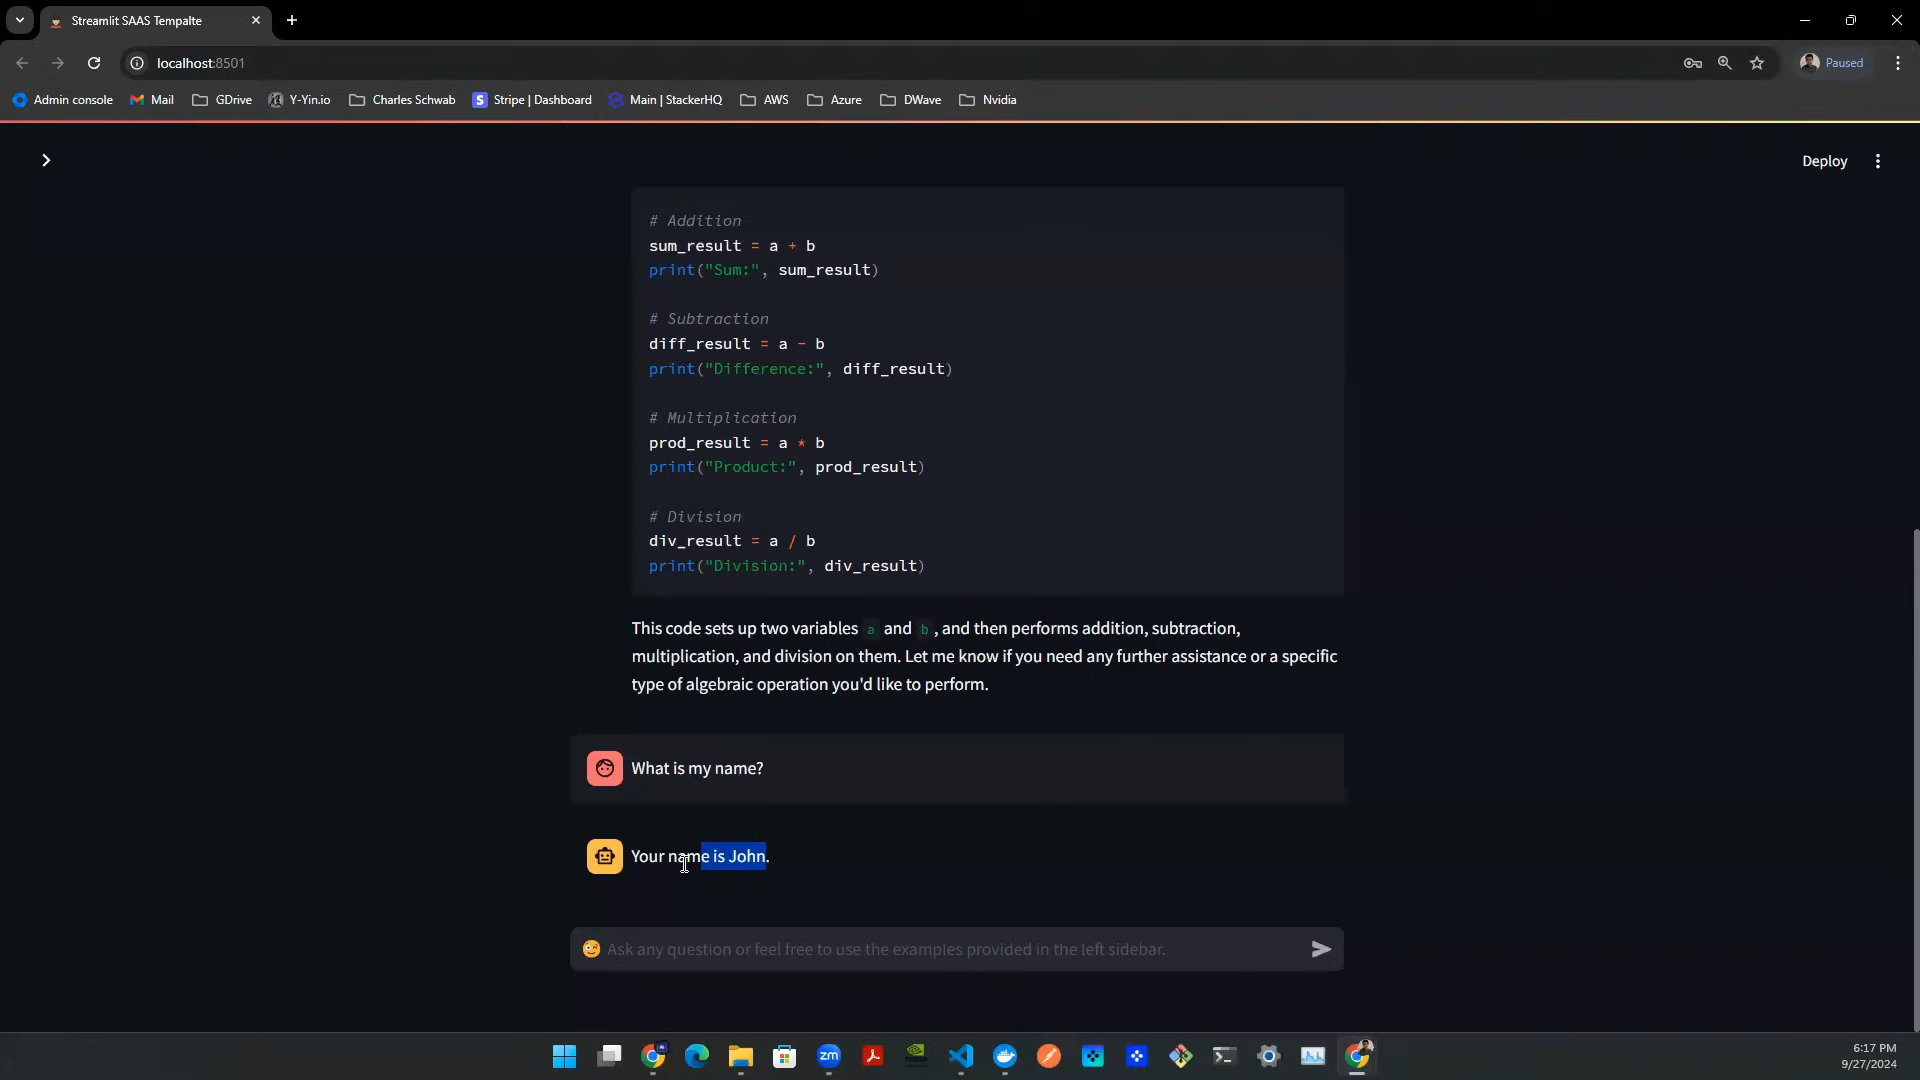 Streamlit SAAS Tempalte
localhost:8501
Paused
Admin console Mail GDrive Y-Yin.io Charles Schwab Stripe | Dashboard Main | StackerHQ AWS Azure DWave Nvidia
Deploy
# Addition
sum_result = a + b
print("Sum:", sum_result)
# Subtraction
diff_result = a - b
print("Difference:", diff_result)
# Multiplication
prod_result = a * b
print("Product:", prod_result)
# Division
div_result = a / b
print("Division:", div_result)
This code sets up two variables a and b , and then performs addition, subtraction,
multiplication, and division on them. Let me know if you need any further assistance or a specific
type of algebraic operation you'd like to perform.
What is my name?
Your name is John.
Ask any question or feel free to use the examples provided in the left sidebar.
zm
6:17 PM
9/27/2024